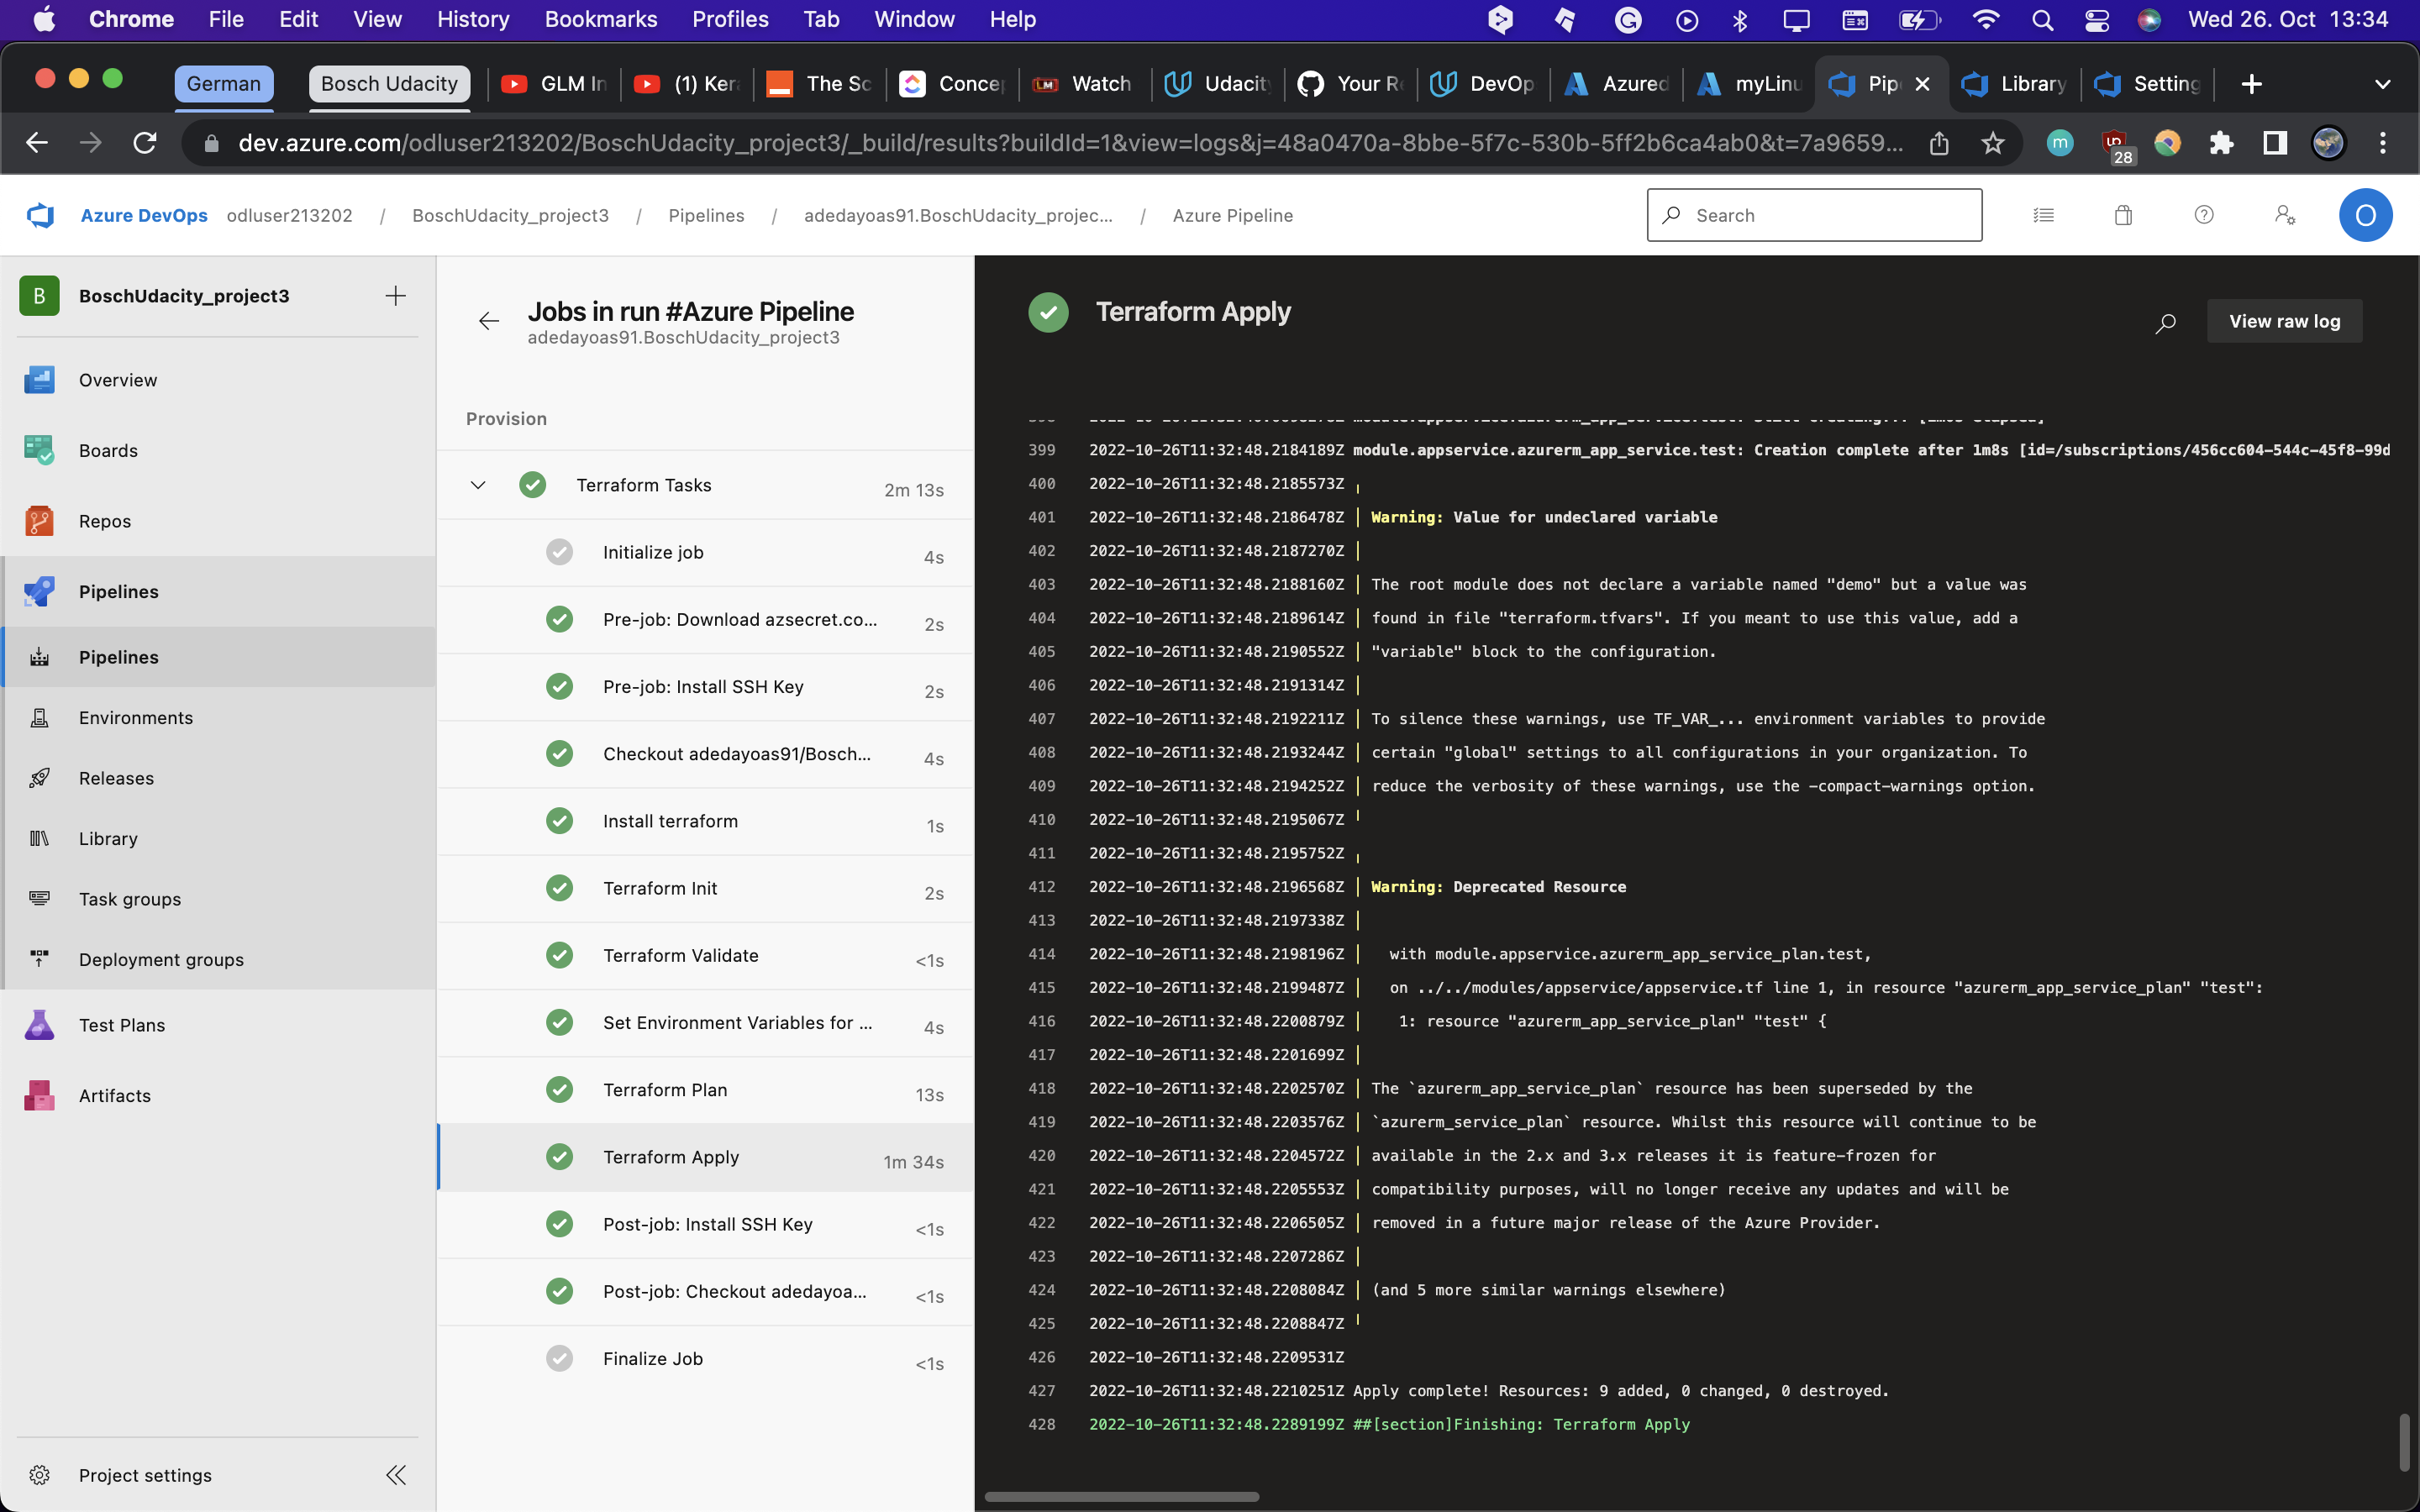 Chrome File Edit View History Bookmarks Profiles Tab Window Help Wed 26. Oct 13:34
German Bosch Udacity GLM In (1) Ker The Sc Concep Watch Udacity Your Re DevOp Azured myLinu Pip Library Setting
dev.azure.com/odluser213202/BoschUdacity_project3/_build/results?buildId=1&view=logs&j=48a0470a-8bbe-5f7c-530b-5ff2b6ca4ab0&t=7a9659... 28
Azure DevOps odluser213202 / BoschUdacity_project3 / Pipelines / adedayoas91.BoschUdacity_projec... / Azure Pipeline Search O
B BoschUdacity_project3
Overview
Boards
Repos
Pipelines
Pipelines
Environments
Releases
Library
Task groups
Deployment groups
Test Plans
Artifacts
Project settings
Jobs in run #Azure Pipeline
adedayoas91.BoschUdacity_project3
Provision
Terraform Tasks 2m 13s
Initialize job 4s
Pre-job: Download azsecret.co... 2s
Pre-job: Install SSH Key 2s
Checkout adedayoas91/Bosch... 4s
Install terraform 1s
Terraform Init 2s
Terraform Validate <1s
Set Environment Variables for ... 4s
Terraform Plan 13s
Terraform Apply 1m 34s
Post-job: Install SSH Key <1s
Post-job: Checkout adedayoa... <1s
Finalize Job <1s
Terraform Apply
View raw log
399 2022-10-26T11:32:48.2184189Z module.appservice.azurerm_app_service.test: Creation complete after 1m8s [id=/subscriptions/456cc604-544c-45f8-99d
400 2022-10-26T11:32:48.2185573Z
401 2022-10-26T11:32:48.2186478Z Warning: Value for undeclared variable
402 2022-10-26T11:32:48.2187270Z
403 2022-10-26T11:32:48.2188160Z The root module does not declare a variable named "demo" but a value was
404 2022-10-26T11:32:48.2189614Z found in file "terraform.tfvars". If you meant to use this value, add a
405 2022-10-26T11:32:48.2190552Z "variable" block to the configuration.
406 2022-10-26T11:32:48.2191314Z
407 2022-10-26T11:32:48.2192211Z To silence these warnings, use TF_VAR_... environment variables to provide
408 2022-10-26T11:32:48.2193244Z certain "global" settings to all configurations in your organization. To
409 2022-10-26T11:32:48.2194252Z reduce the verbosity of these warnings, use the -compact-warnings option.
410 2022-10-26T11:32:48.2195067Z
411 2022-10-26T11:32:48.2195752Z
412 2022-10-26T11:32:48.2196568Z Warning: Deprecated Resource
413 2022-10-26T11:32:48.2197338Z
414 2022-10-26T11:32:48.2198196Z with module.appservice.azurerm_app_service_plan.test,
415 2022-10-26T11:32:48.2199487Z on ../../modules/appservice/appservice.tf line 1, in resource "azurerm_app_service_plan" "test":
416 2022-10-26T11:32:48.2200879Z 1: resource "azurerm_app_service_plan" "test" {
417 2022-10-26T11:32:48.2201699Z
418 2022-10-26T11:32:48.2202570Z The `azurerm_app_service_plan` resource has been superseded by the
419 2022-10-26T11:32:48.2203576Z `azurerm_service_plan` resource. Whilst this resource will continue to be
420 2022-10-26T11:32:48.2204572Z available in the 2.x and 3.x releases it is feature-frozen for
421 2022-10-26T11:32:48.2205553Z compatibility purposes, will no longer receive any updates and will be
422 2022-10-26T11:32:48.2206505Z removed in a future major release of the Azure Provider.
423 2022-10-26T11:32:48.2207286Z
424 2022-10-26T11:32:48.2208084Z (and 5 more similar warnings elsewhere)
425 2022-10-26T11:32:48.2208847Z
426 2022-10-26T11:32:48.2209531Z
427 2022-10-26T11:32:48.2210251Z Apply complete! Resources: 9 added, 0 changed, 0 destroyed.
428 2022-10-26T11:32:48.2289199Z ##[section]Finishing: Terraform Apply